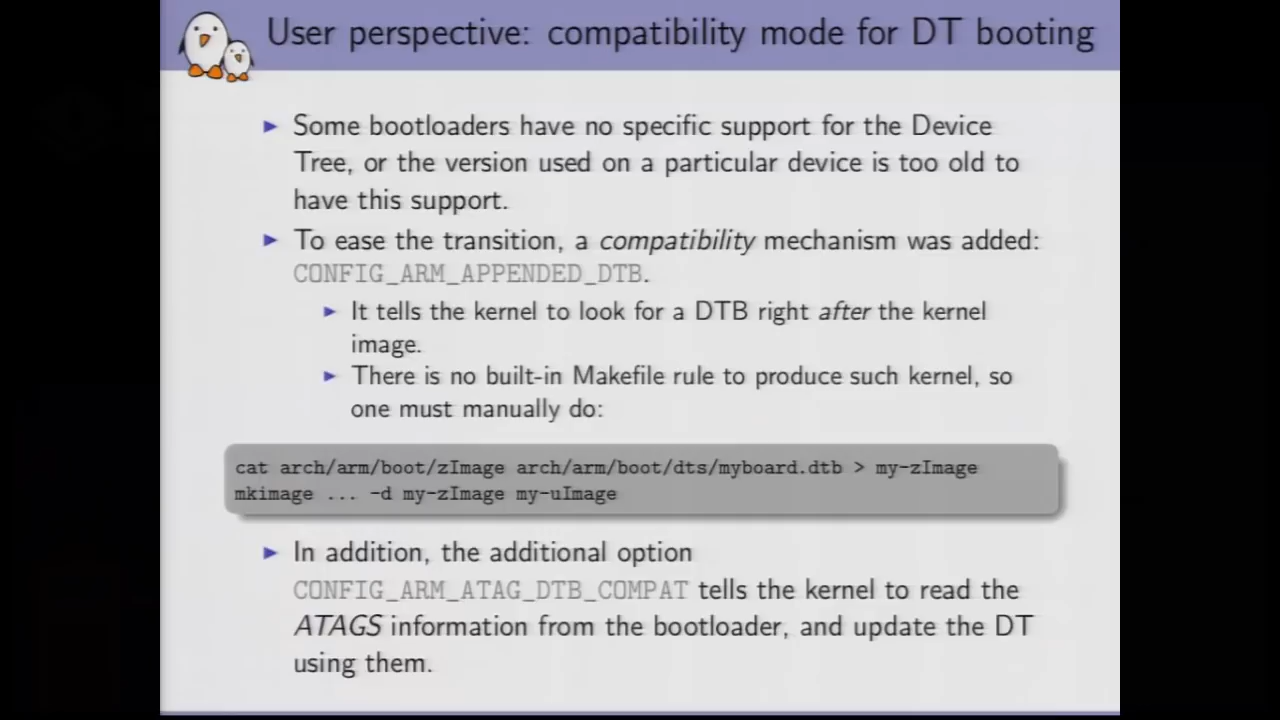 User perspective: compatibility mode for DT booting
► Some bootloaders have no specific support for the Device
Tree, or the version used on a particular device is too old to
have this support.
► To ease the transition, a compatibility mechanism was added:
CONFIG_ARM_APPENDED_DTB.
► It tells the kernel to look for a DTB right after the kernel
image.
► There is no built-in Makefile rule to produce such kernel, so
one must manually do:
cat arch/arm/boot/zImage arch/arm/boot/dts/myboard.dtb > my-zImage
mkimage ... -d my-zImage my-uImage
► In addition, the additional option
CONFIG_ARM_ATAG_DTB_COMPAT tells the kernel to read the
ATAGS information from the bootloader, and update the DT
using them.